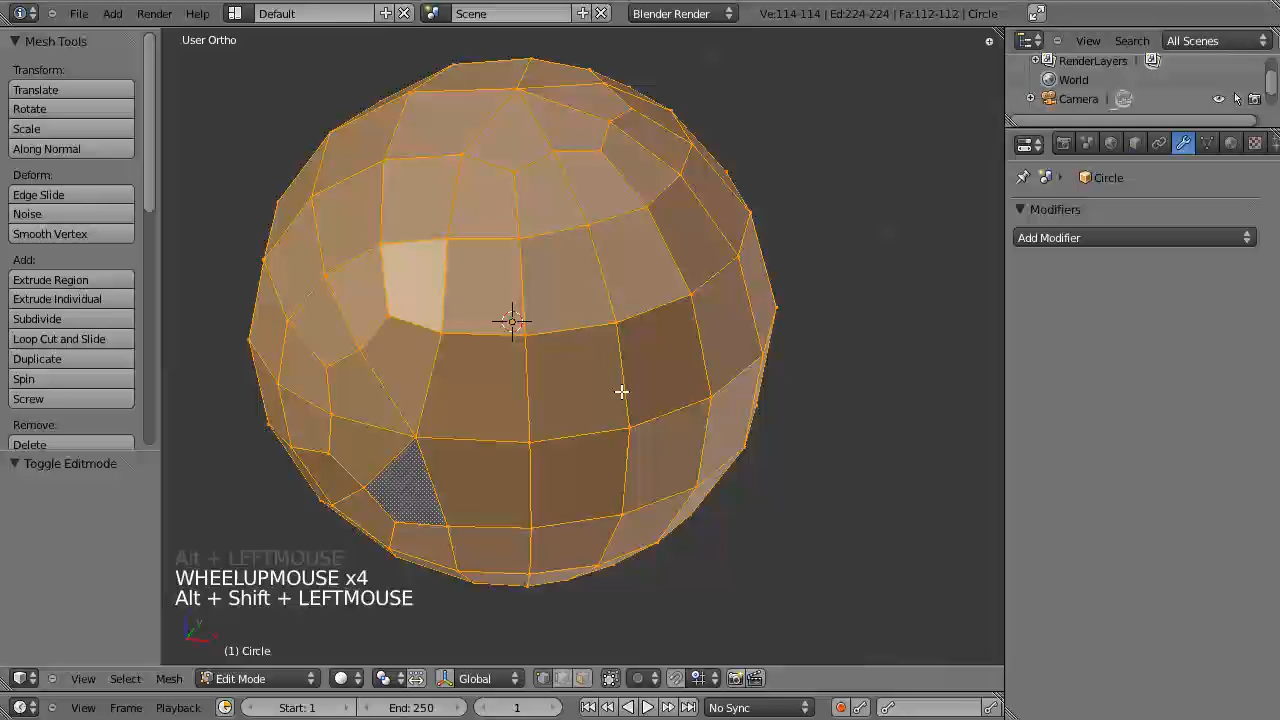 File Add Render Help Default Scene Blender Render Ve:114-114 | Ed:224-224 | Fa:112-112 | Circle
Mesh Tools
User Ortho
View Search All Scenes
RenderLayers
World
Camera
Transform:
Translate
Rotate
Scale
Along Normal
Deform:
Edge Slide
Noise
Smooth Vertex
Add:
Extrude Region
Extrude Individual
Subdivide
Loop Cut and Slide
Duplicate
Spin
Screw
Remove:
Delete
Toggle Editmode
Circle
Modifiers
Add Modifier
Alt + LEFTMOUSE
WHEELUPMOUSE x4
Alt + Shift + LEFTMOUSE
(1) Circle
View Select Mesh Edit Mode Global
View Frame Playback Start: 1 End: 250 1 No Sync